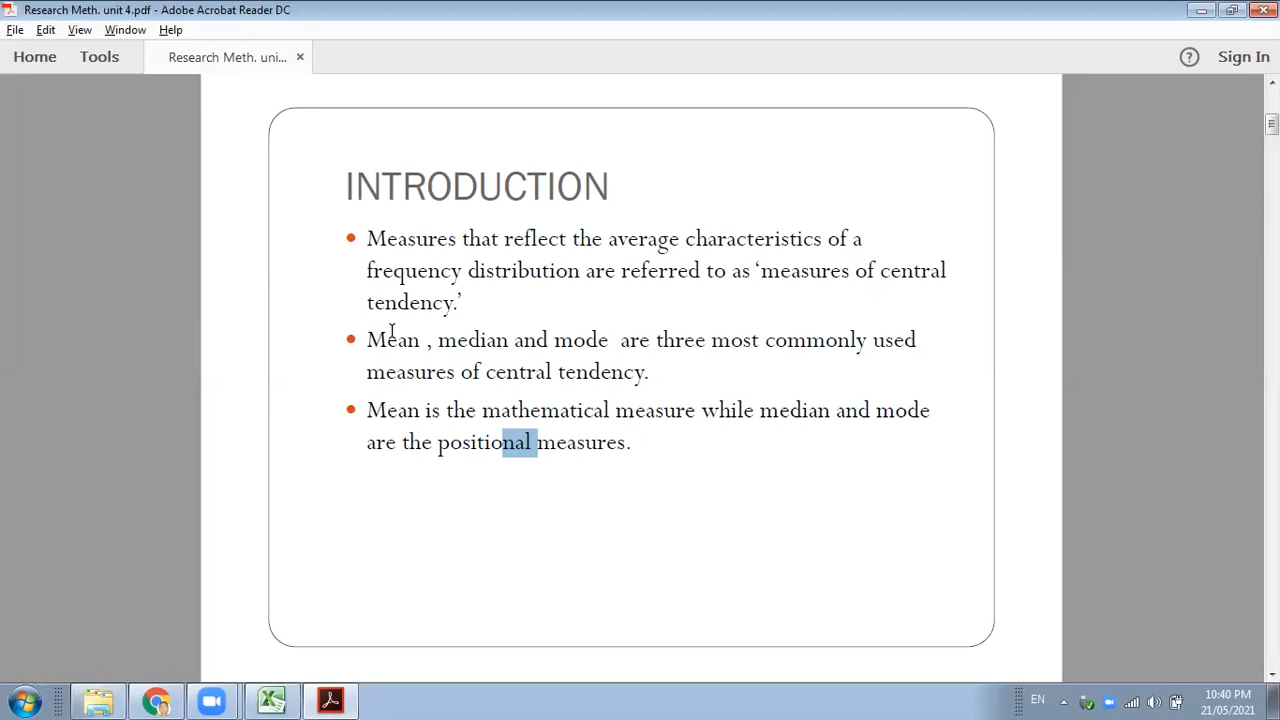 Research Meth. unit 4.pdf - Adobe Acrobat Reader DC
File Edit View Window Help
Home Tools Research Meth. uni... × ? Sign In
INTRODUCTION
• Measures that reflect the average characteristics of a
frequency distribution are referred to as ‘measures of central
tendency.’
• Mean , median and mode are three most commonly used
measures of central tendency.
• Mean is the mathematical measure while median and mode
are the positional measures.
EN
10:40 PM
21/05/2021